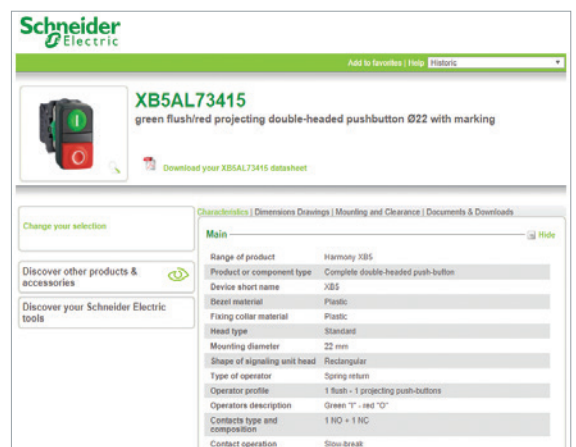 Schneider
Electric
Add to favorites | Help Historic
XB5AL73415
green flush/red projecting double-headed pushbutton Ø22 with marking
Download your XB5AL73415 datasheet
Characteristics | Dimensions Drawings | Mounting and Clearance | Documents & Downloads
Change your selection
Discover other products & accessories
Discover your Schneider Electric tools
Main
Hide
Range of product Harmony XB5
Product or component type Complete double-headed push-button
Device short name XB5
Bezel material Plastic
Fixing collar material Plastic
Head type Standard
Mounting diameter 22 mm
Shape of signaling unit head Rectangular
Type of operator Spring return
Operator profile 1 flush - 1 projecting push-buttons
Operators description Green "I" - red "O"
Contacts type and composition 1 NO + 1 NC
Contact operation Slow-break